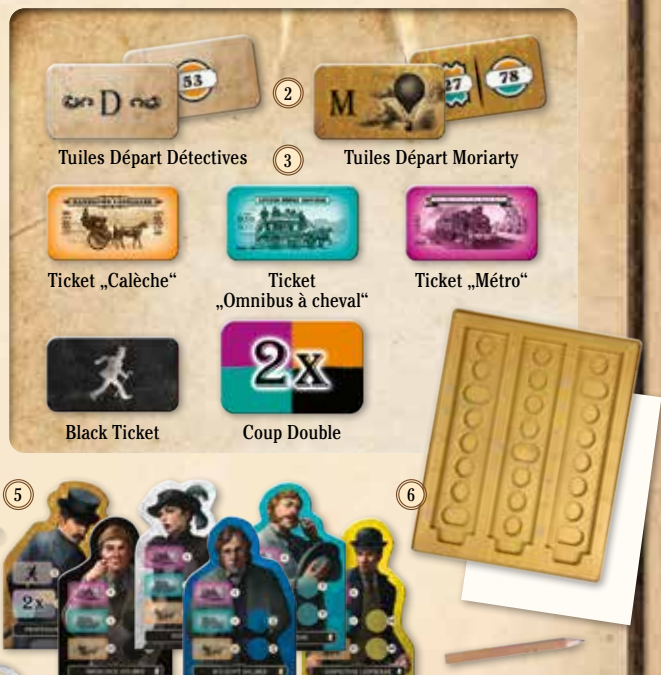 D
53
2
M
27
78
Tuiles Départ Détectives
3
Tuiles Départ Moriarty
Ticket „Calèche“
Ticket
„Omnibus à cheval“
Ticket „Métro“
2x
Black Ticket
Coup Double
5
6
2x